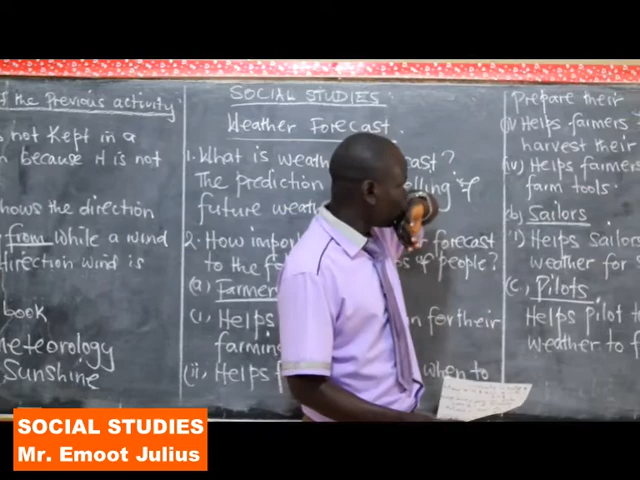 f the Previous activity
s not kept in a
n because it is not
hows the direction
from while a wind
direction wind is
book
meteorology
Sunshine
SOCIAL STUDIES
Weather Forecast.
1. What is weath cast?
The prediction lling of
future weat
2. How impor forecast
to the fo s of people?
(a) Farmer
(i) Helps n for their
farming
(ii) Helps f when to
Prepare their
Helps farmers
harvest their
(iv) Helps farmers
farm tools.
(b) Sailors
(i) Helps Sailors
weather for s
(c) Pilots
Helps Pilot t
weather to f
SOCIAL STUDIES
Mr. Emoot Julius